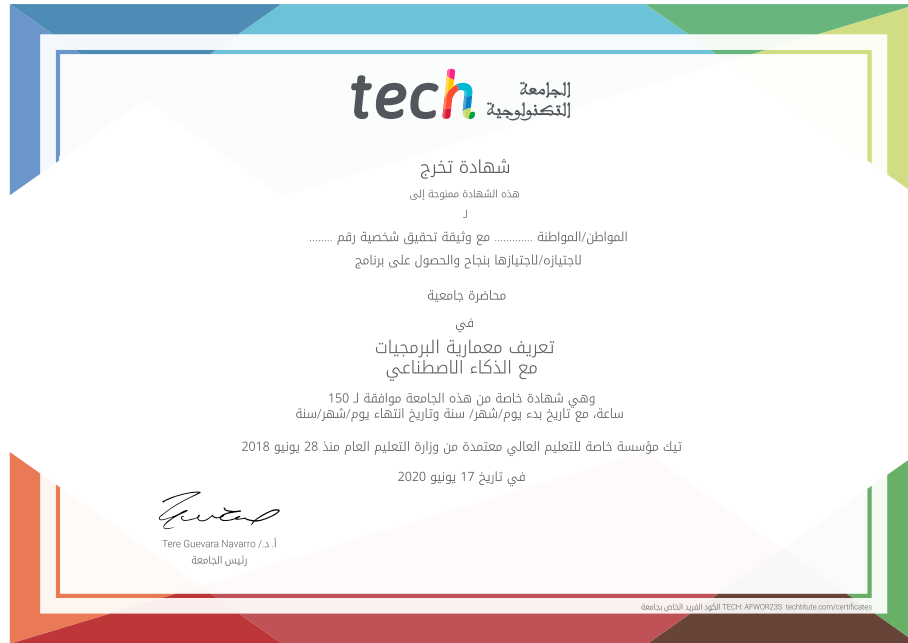 tech الجامعة
التكنولوجية
شهادة تخرج
هذه الشهادة ممنوحة إلى
لـ
المواطن/المواطنة ............ مع وثيقة تحقيق شخصية رقم ........
لاجتيازه/لاجتيازها بنجاح والحصول على برنامج
محاضرة جامعية
في
تعريف معمارية البرمجيات
مع الذكاء الاصطناعي
وهي شهادة خاصة من هذه الجامعة موافقة لـ 150
ساعة، مع تاريخ بدء يوم/شهر/ سنة وتاريخ انتهاء يوم/شهر/سنة
تيك مؤسسة خاصة للتعليم العالي معتمدة من وزارة التعليم العام منذ 28 يونيو 2018
في تاريخ 17 يونيو 2020
أ. د./ Tere Guevara Navarro
رئيس الجامعة
الكود الفريد الخاص بجامعة TECH: AFWOR23S techtitute.com/certificates